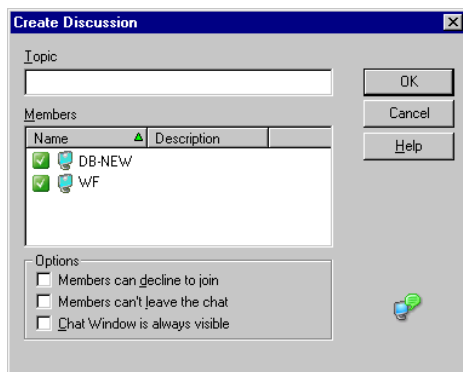 Create Discussion
Topic
OK
Cancel
Help
Members
Name Description
DB-NEW
WF
Options
Members can decline to join
Members can't leave the chat
Chat Window is always visible